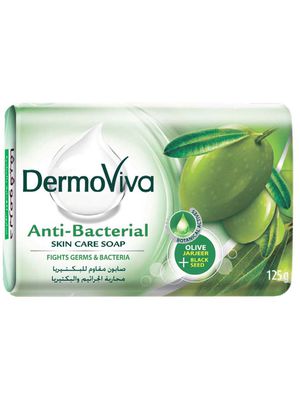 DermoViva
Anti-Bacterial
SKIN CARE SOAP
FIGHTS GERMS & BACTERIA
صابون مقاوم للبكتيريا
محاربة الجراثيم والبكتيريا
OLIVE
JARJEER
+ BLACK
SEED
125g